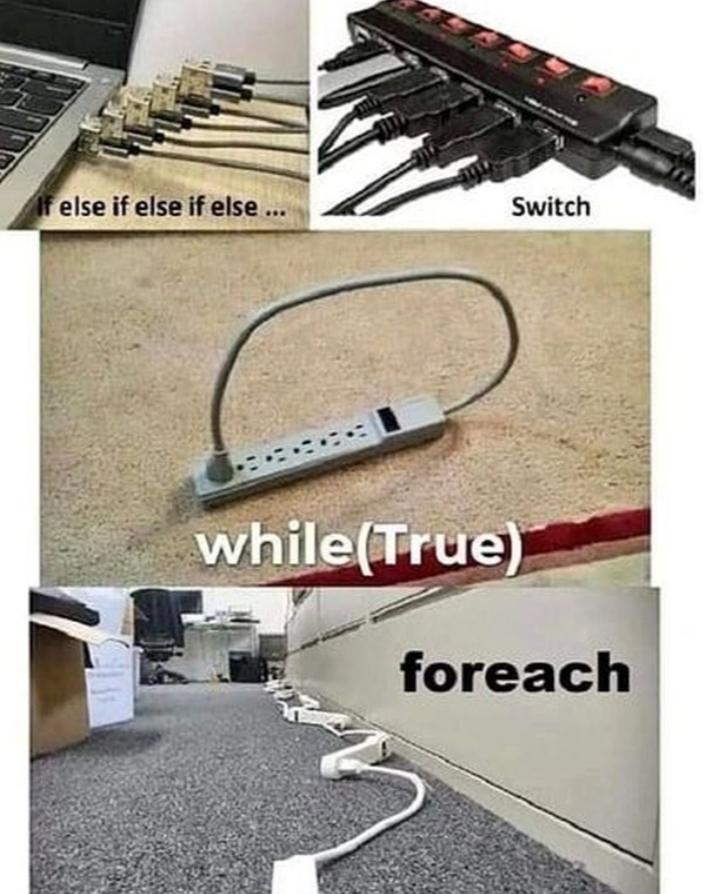 If else if else if else ...
Switch
while(True)
foreach